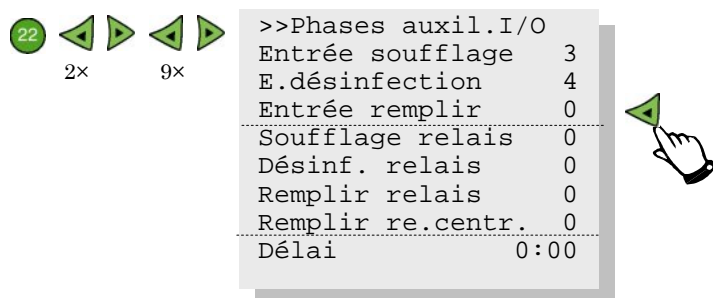 22
2× 9×
>>Phases auxil.I/O
Entrée soufflage 3
E.désinfection 4
Entrée remplir 0
Soufflage relais 0
Désinf. relais 0
Remplir relais 0
Remplir re.centr. 0
Délai 0:00